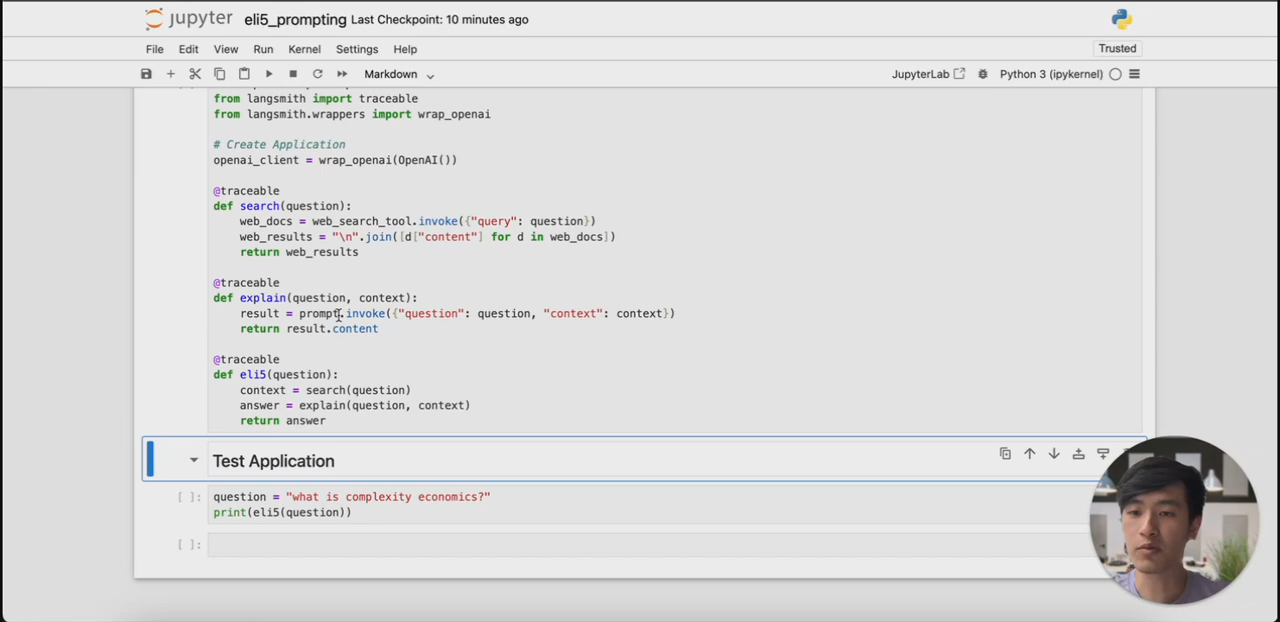 jupyter eli5_prompting Last Checkpoint: 10 minutes ago
File Edit View Run Kernel Settings Help Trusted
Markdown JupyterLab Python 3 (ipykernel)
from langsmith import traceable
from langsmith.wrappers import wrap_openai
# Create Application
openai_client = wrap_openai(OpenAI())
@traceable
def search(question):
    web_docs = web_search_tool.invoke({"query": question})
    web_results = "\n".join([d["content"] for d in web_docs])
    return web_results
@traceable
def explain(question, context):
    result = prompt.invoke({"question": question, "context": context})
    return result.content
@traceable
def eli5(question):
    context = search(question)
    answer = explain(question, context)
    return answer
Test Application
[ ]: question = "what is complexity economics?"
print(eli5(question))
[ ]: